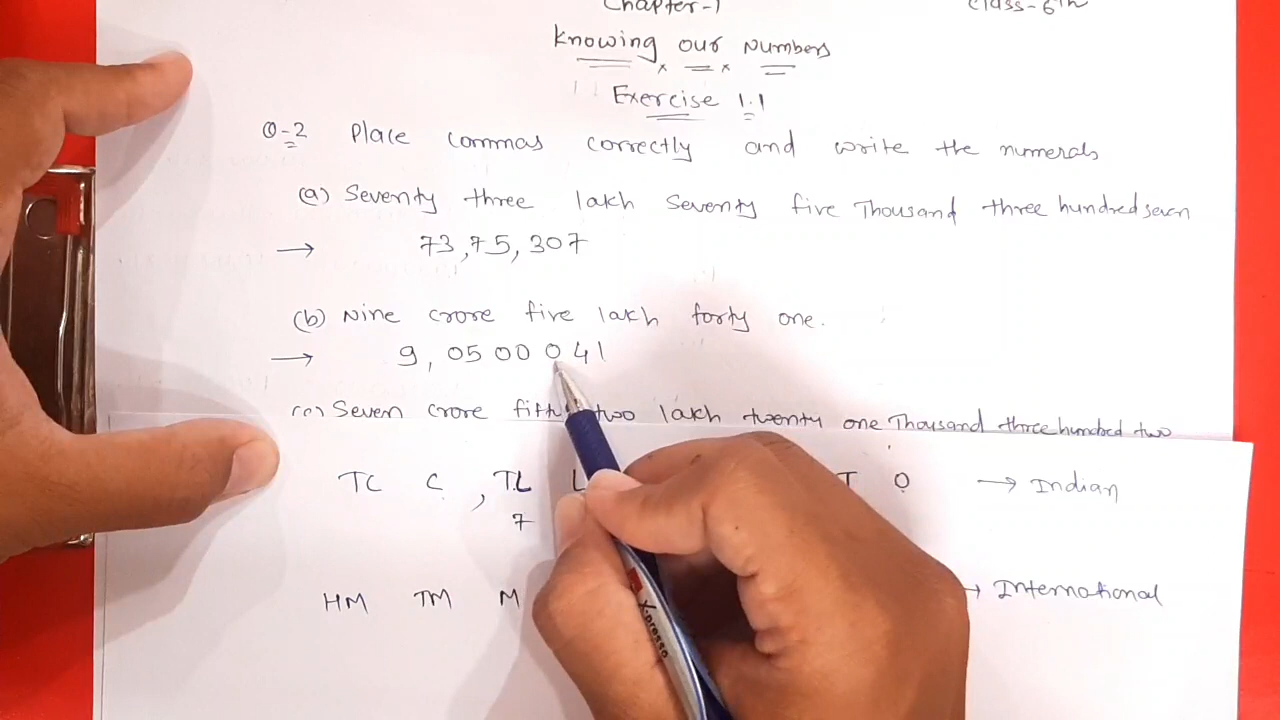 Chapter-1 Class-6th
Knowing our Numbers
Exercise 1.1
Q-2 Place commas correctly and write the numerals
(a) Seventy three lakh Seventy five Thousand three hundred seven
→ 73,75,307
(b) Nine crore five lakh forty one.
→ 9, 05 00 0 41
(c) Seven crore fifty two lakh twenty one Thousand three hundred two
TC C , TL L T O → Indian
7
HM TM M → International
X-presso